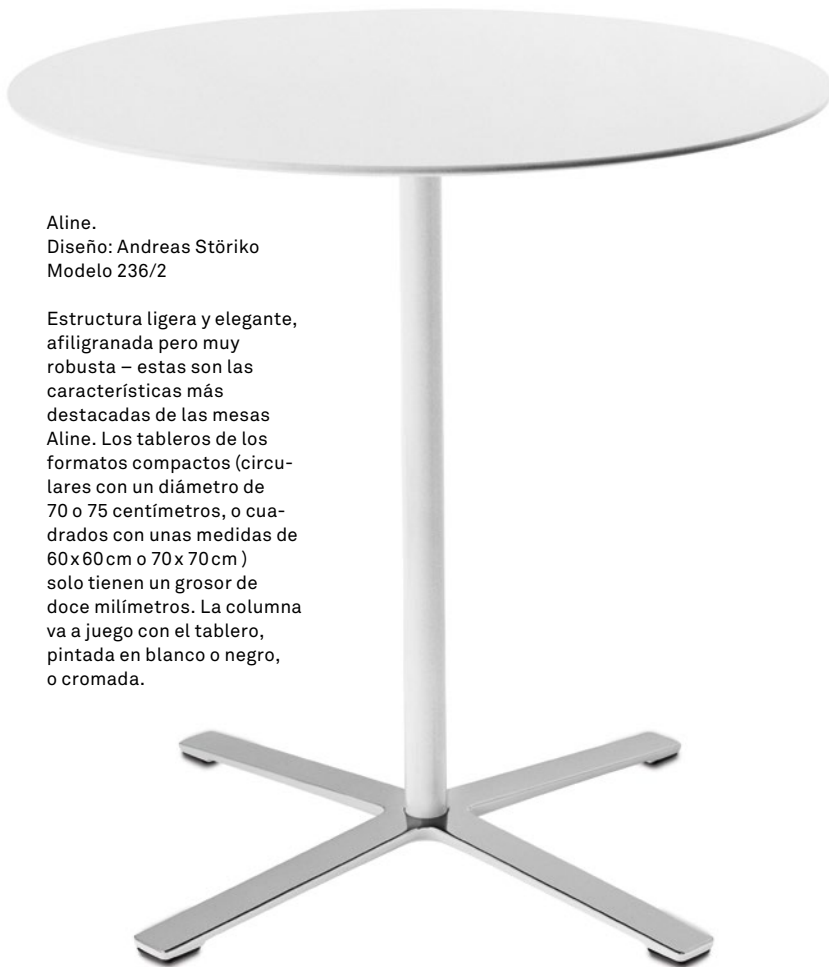 Aline.
Diseño: Andreas Störiko
Modelo 236/2

Estructura ligera y elegante,
afiligranada pero muy
robusta – estas son las
características más
destacadas de las mesas
Aline. Los tableros de los
formatos compactos (circu-
lares con un diámetro de
70 o 75 centímetros, o cua-
drados con unas medidas de
60 x 60 cm o 70 x 70 cm )
solo tienen un grosor de
doce milímetros. La columna
va a juego con el tablero,
pintada en blanco o negro,
o cromada.